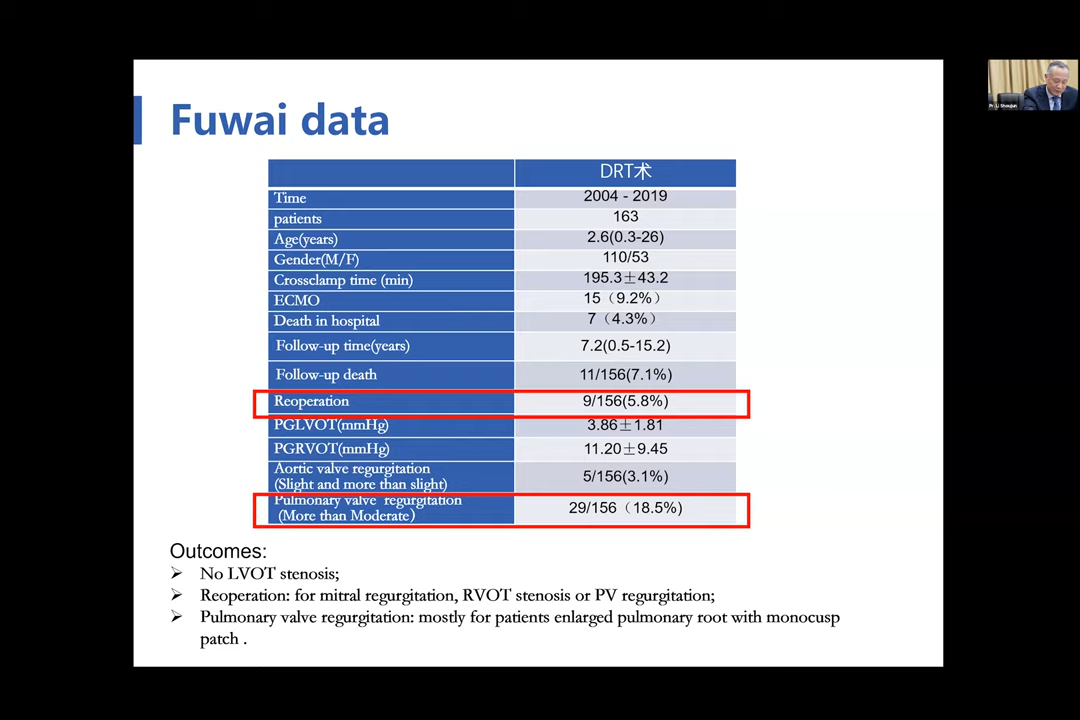 Fuwai data
DRT术
Time 2004 - 2019
patients 163
Age(years) 2.6(0.3-26)
Gender(M/F) 110/53
Crossclamp time (min) 195.3±43.2
ECMO 15（9.2%）
Death in hospital 7（4.3%）
Follow-up time(years) 7.2(0.5-15.2)
Follow-up death 11/156(7.1%)
Reoperation 9/156(5.8%)
PGLVOT(mmHg) 3.86±1.81
PGRVOT(mmHg) 11.20±9.45
Aortic valve regurgitation
(Slight and more than slight) 5/156(3.1%)
Pulmonary valve regurgitation
(More than Moderate） 29/156（18.5%)
Outcomes:
➢ No LVOT stenosis;
➢ Reoperation: for mitral regurgitation, RVOT stenosis or PV regurgitation;
➢ Pulmonary valve regurgitation: mostly for patients enlarged pulmonary root with monocusp
patch .
Pr. Li Shoujun